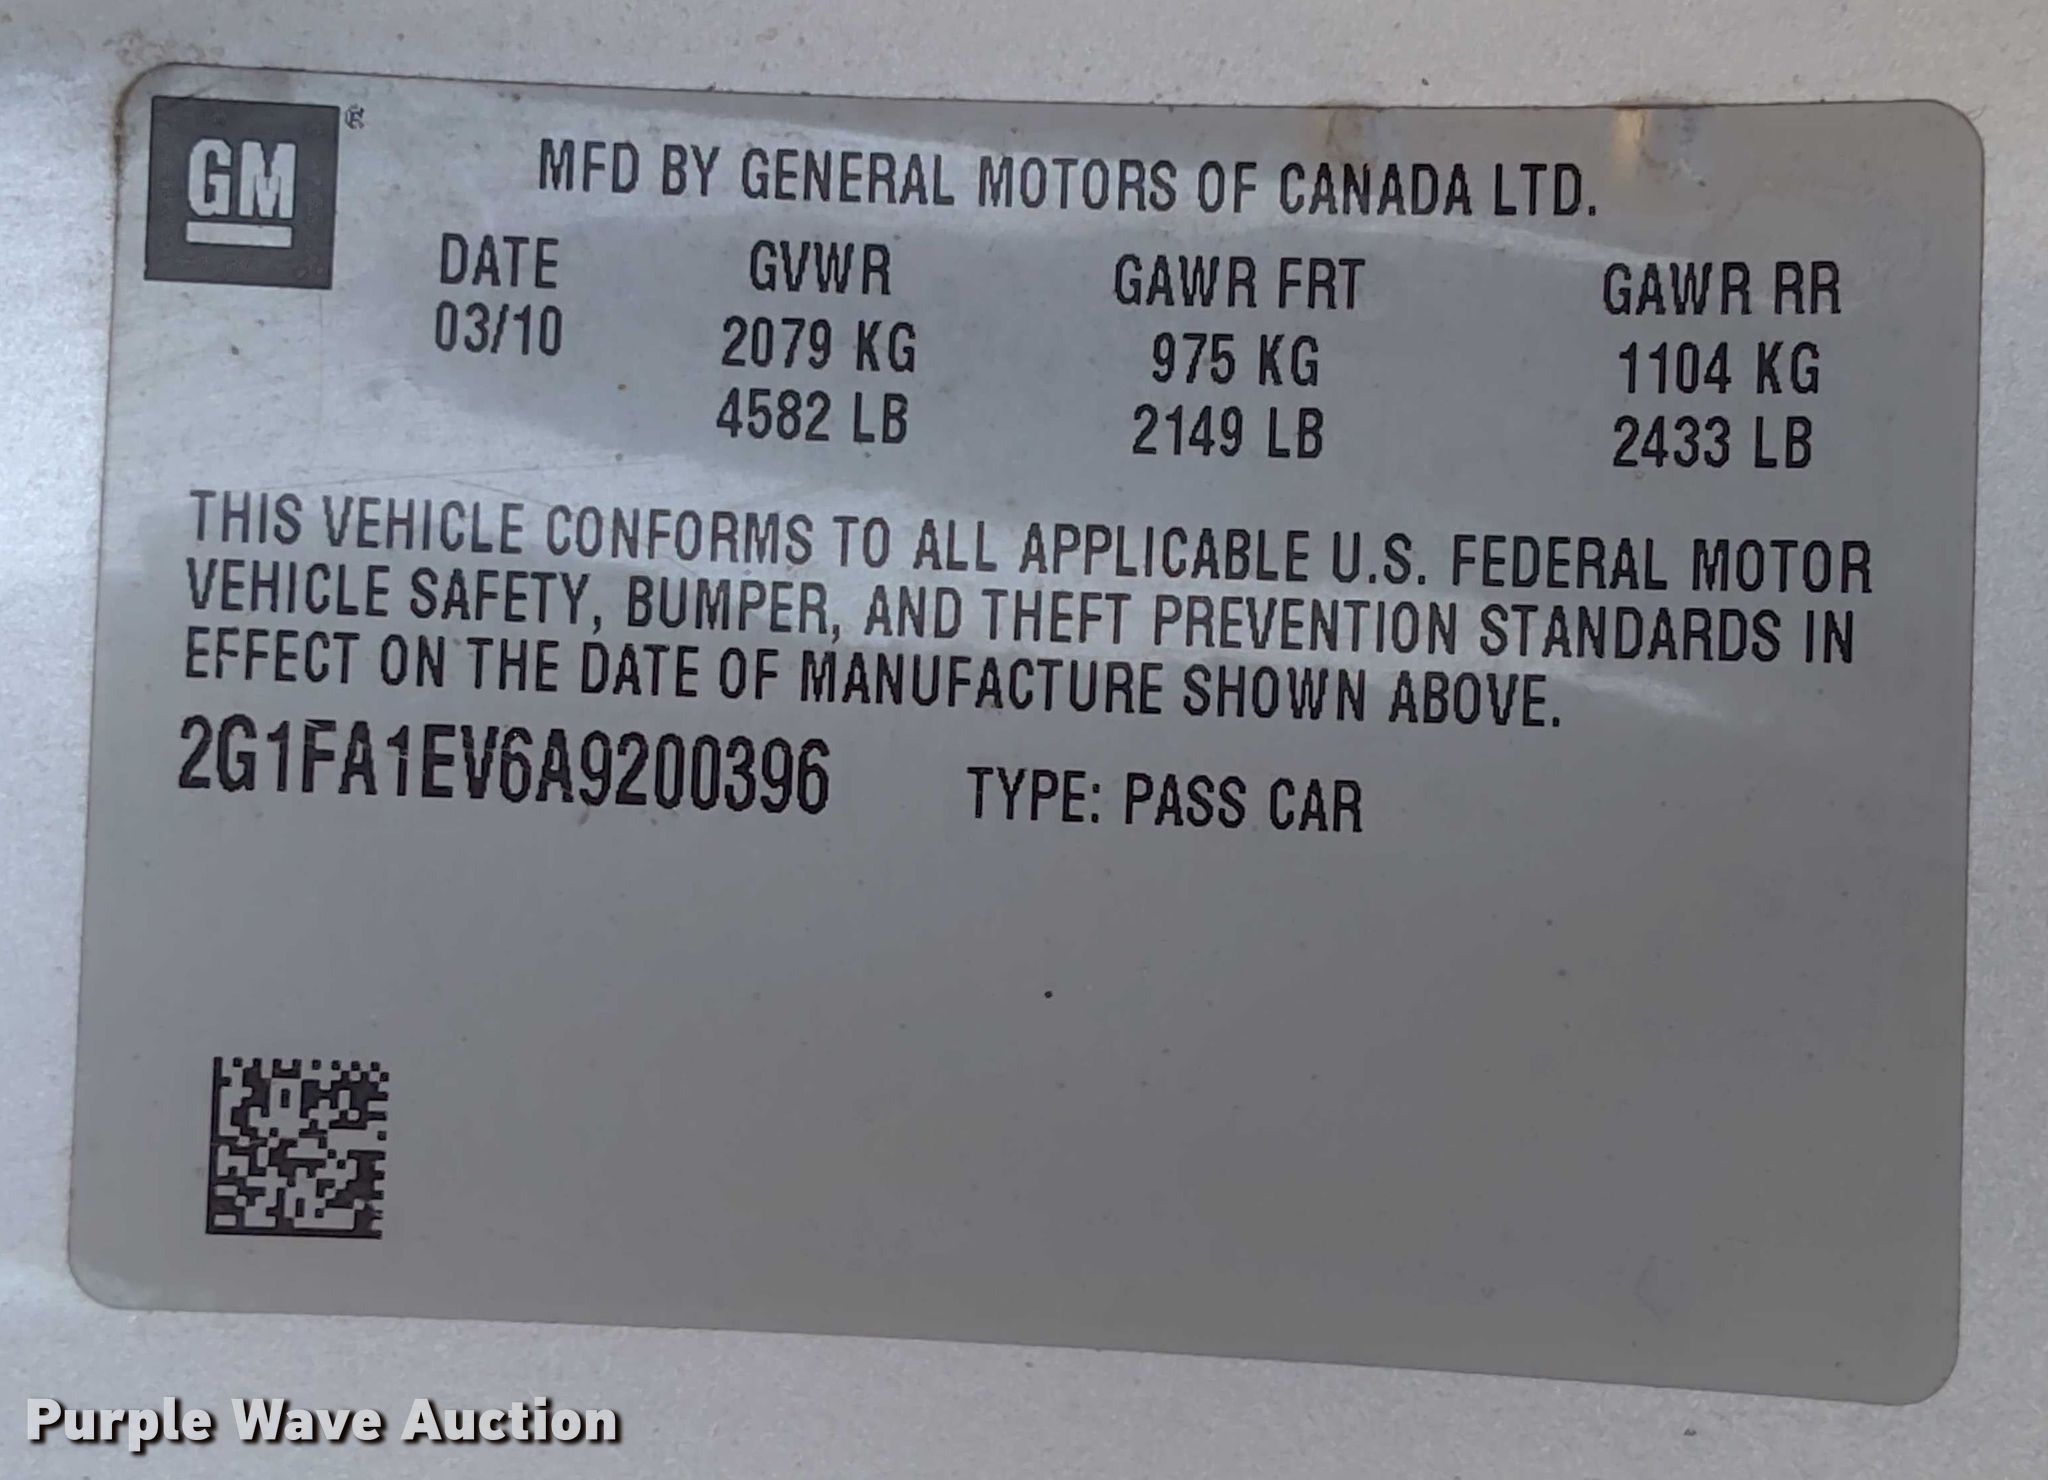 GM
MFD BY GENERAL MOTORS OF CANADA LTD.
DATE GVWR GAWR FRT GAWR RR
03/10 2079 KG 975 KG 1104 KG
4582 LB 2149 LB 2433 LB
THIS VEHICLE CONFORMS TO ALL APPLICABLE U.S. FEDERAL MOTOR
VEHICLE SAFETY, BUMPER, AND THEFT PREVENTION STANDARDS IN
EFFECT ON THE DATE OF MANUFACTURE SHOWN ABOVE.
2G1FA1EV6A9200396 TYPE: PASS CAR
Purple Wave Auction